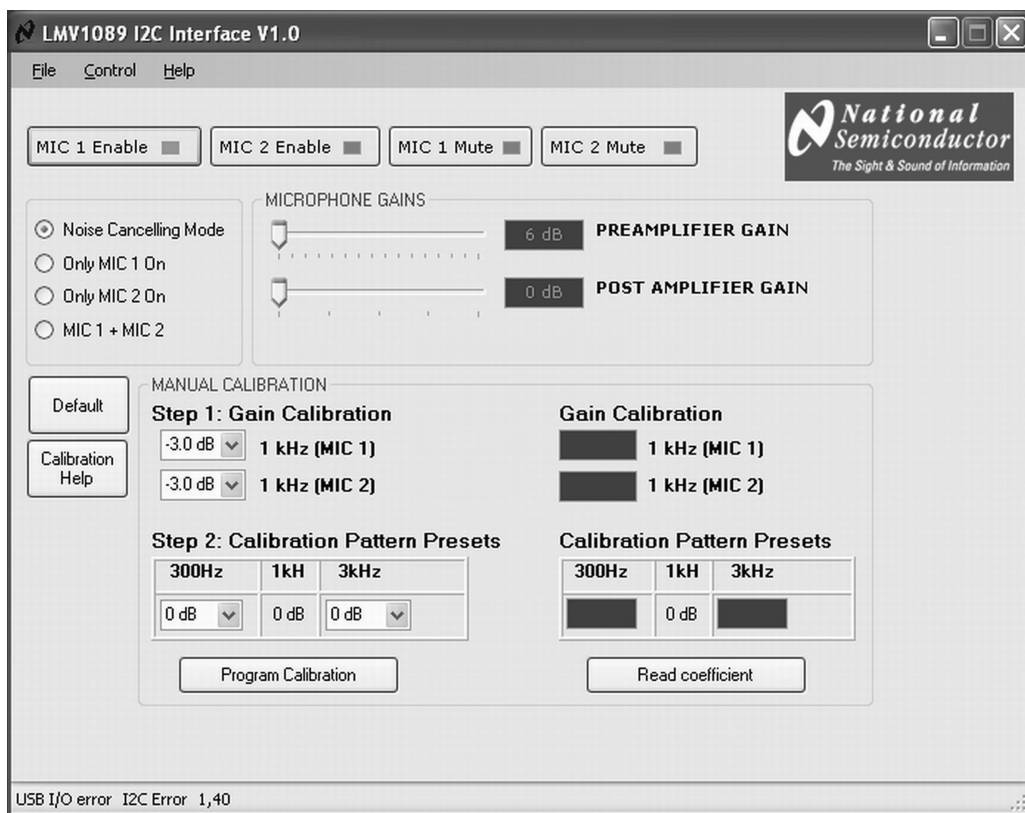 LMV1089 I2C Interface V1.0
File Control Help
MIC 1 Enable
MIC 2 Enable
MIC 1 Mute
MIC 2 Mute
National
Semiconductor
The Sight & Sound of Information
Noise Cancelling Mode
Only MIC 1 On
Only MIC 2 On
MIC 1 + MIC 2
MICROPHONE GAINS
6 dB PREAMPLIFIER GAIN
0 dB POST AMPLIFIER GAIN
Default
Calibration
Help
MANUAL CALIBRATION
Step 1: Gain Calibration
-3.0 dB 1 kHz (MIC 1)
-3.0 dB 1 kHz (MIC 2)
Gain Calibration
1 kHz (MIC 1)
1 kHz (MIC 2)
Step 2: Calibration Pattern Presets
300Hz 1kH 3kHz
0 dB 0 dB 0 dB
Program Calibration
Calibration Pattern Presets
300Hz 1kH 3kHz
0 dB
Read coefficient
USB I/O error I2C Error 1,40